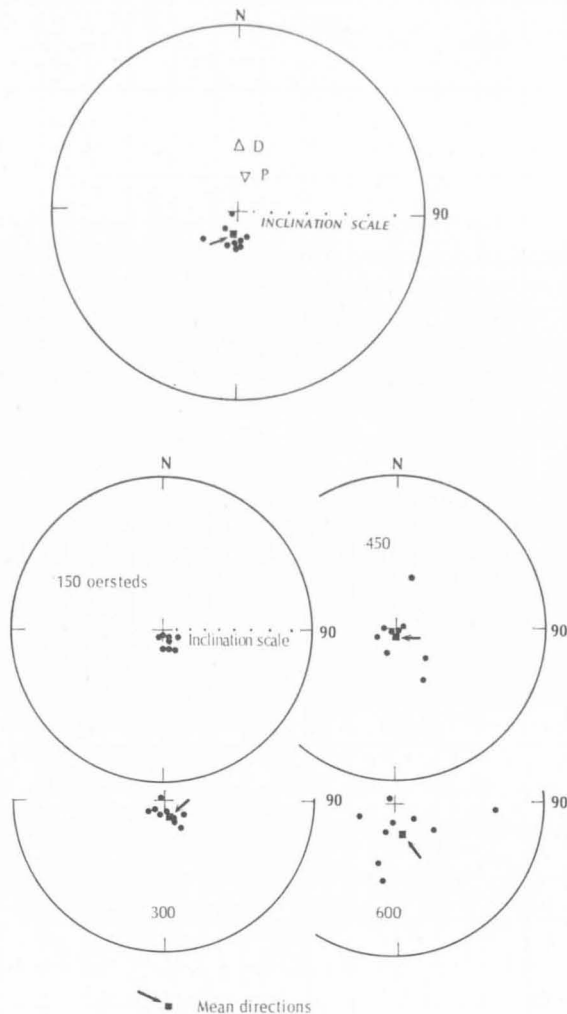 N
D
P
90
INCLINATION SCALE
N
150 oersteds
90
Inclination scale
N
450
90
90
300
90
600
Mean directions